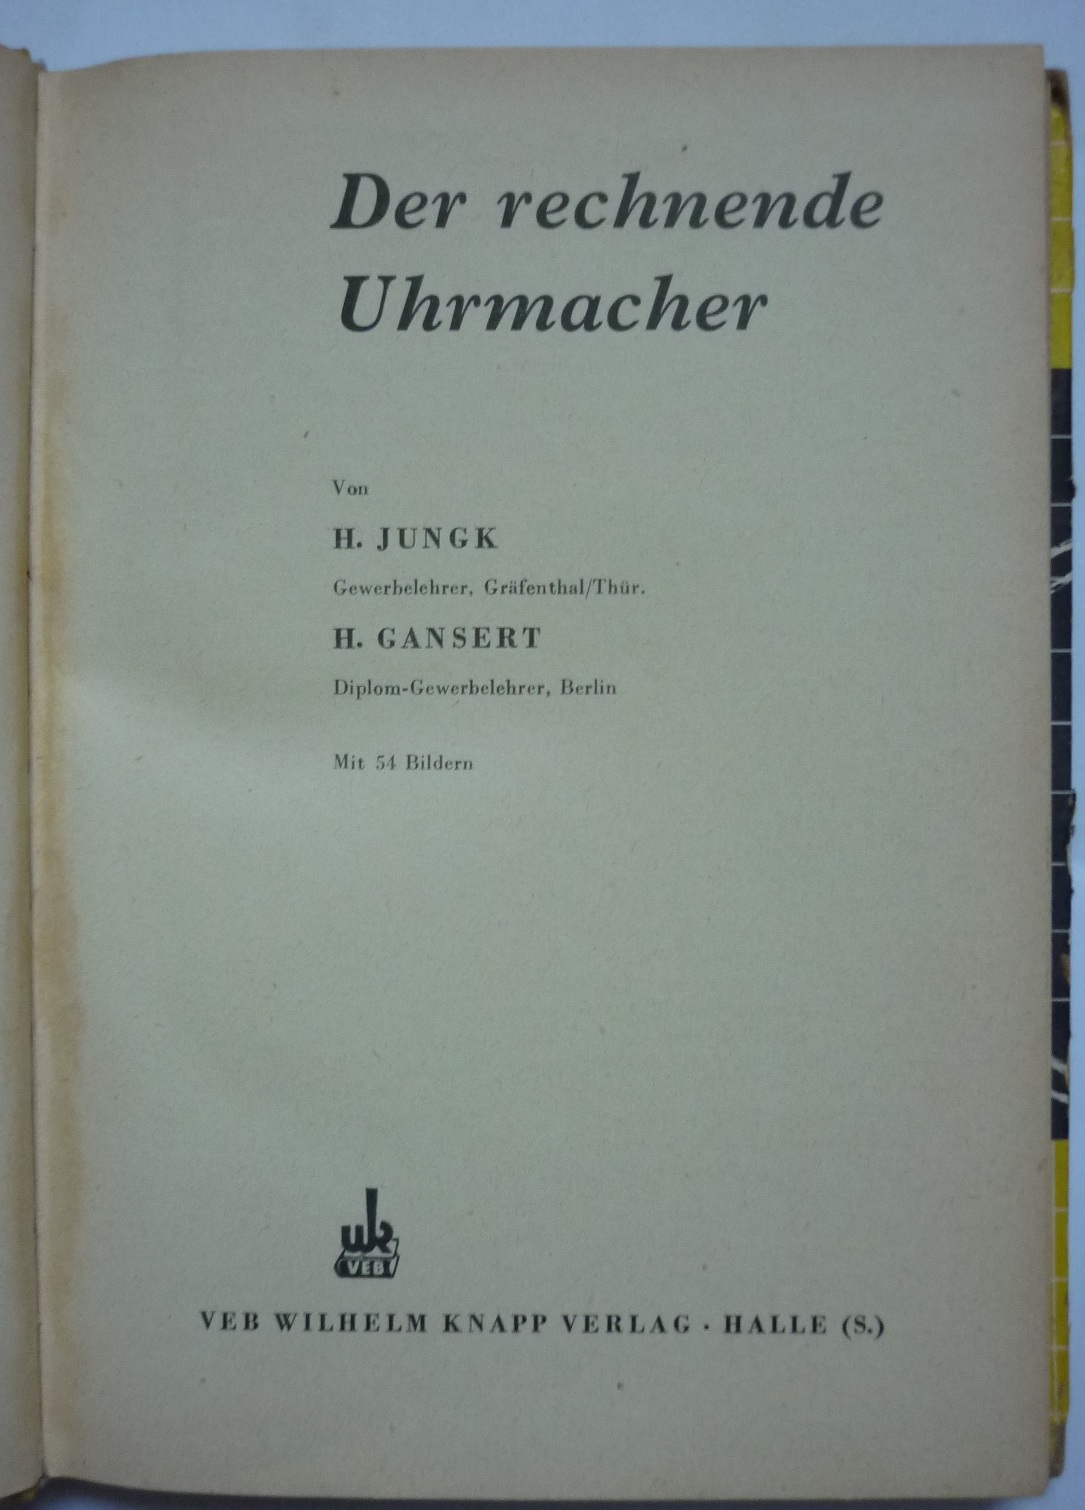 Der rechnende
Uhrmacher
Von
H. JUNGK
Gewerbelehrer, Gräfenthal/Thür.
H. GANSERT
Diplom-Gewerbelehrer, Berlin
Mit 54 Bildern
wk
VEB
VEB WILHELM KNAPP VERLAG · HALLE (S.)